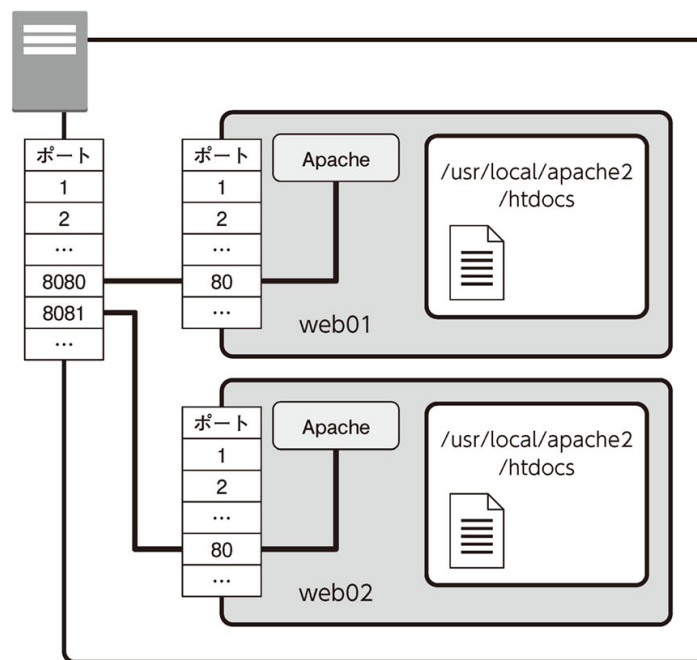 ポート
1
2
…
8080
8081
…
ポート
1
2
…
80
…
Apache
web01
/usr/local/apache2
/htdocs
ポート
1
2
…
80
…
Apache
web02
/usr/local/apache2
/htdocs